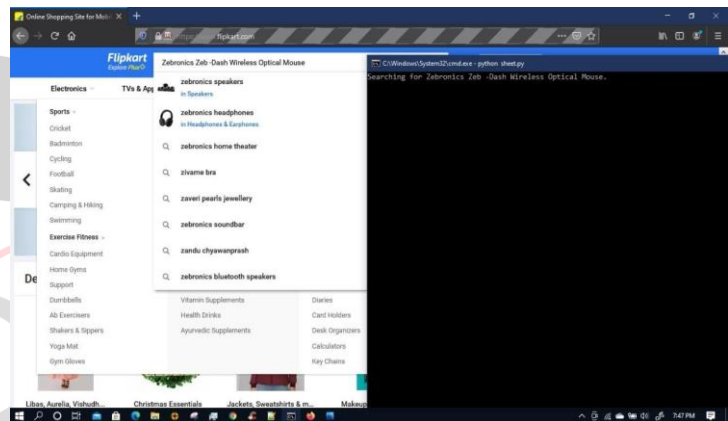 Online Shopping Site for Mobil
flipkart.com
Flipkart
Explore Plus
Zebronics Zeb -Dash Wireless Optical Mouse
C:\Windows\System32\cmd.exe - python sheet.py
Searching for Zebronics Zeb -Dash Wireless Optical Mouse.
Electronics
TVs & App
zebronics speakers
in Speakers
zebronics headphones
in Headphones & Earphones
zebronics home theater
zivame bra
zaveri pearls jewellery
zebronics soundbar
zandu chyawanprash
zebronics bluetooth speakers
Sports
Cricket
Badminton
Cycling
Football
Skating
Camping & Hiking
Swimming
Exercise Fitness
Cardio Equipment
Home Gyms
Support
Dumbbells
Ab Exercisers
Shakers & Sippers
Yoga Mat
Gym Gloves
De
Vitamin Supplements
Health Drinks
Ayurvedic Supplements
Diaries
Card Holders
Desk Organizers
Calculators
Key Chains
Libas, Aurelia, Vishudh...
Christmas Essentials
Jackets, Sweatshirts & m...
Makeup
7:47 PM